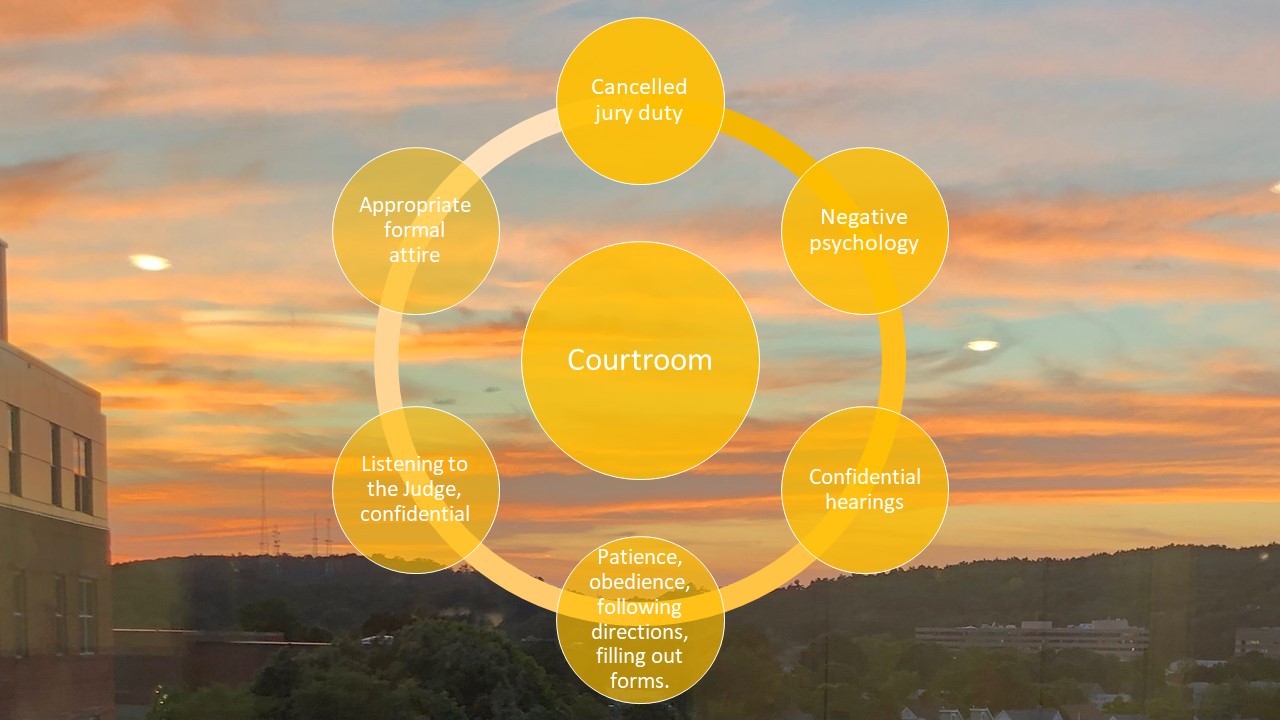 Cancelled
jury duty
Negative
psychology
Confidential
hearings
Patience,
obedience,
following
directions,
filling out
forms.
Listening to
the Judge,
confidential
Appropriate
formal
attire
Courtroom